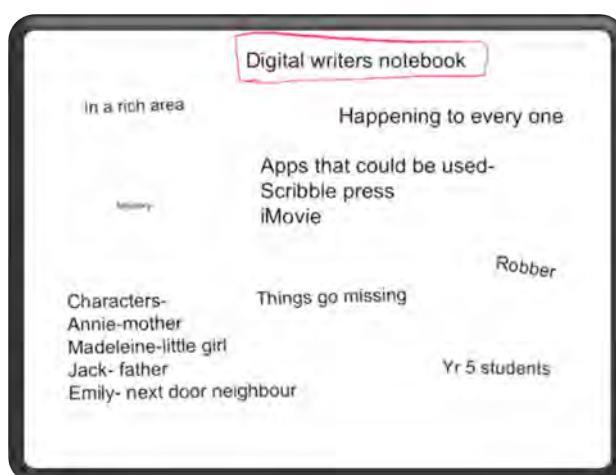 Digital writers notebook
In a rich area
Happening to every one
Apps that could be used-
Scribble press
iMovie
Robber
Things go missing
Characters-
Annie-mother
Madeleine-little girl
Jack- father
Emily- next door neighbour
Yr 5 students